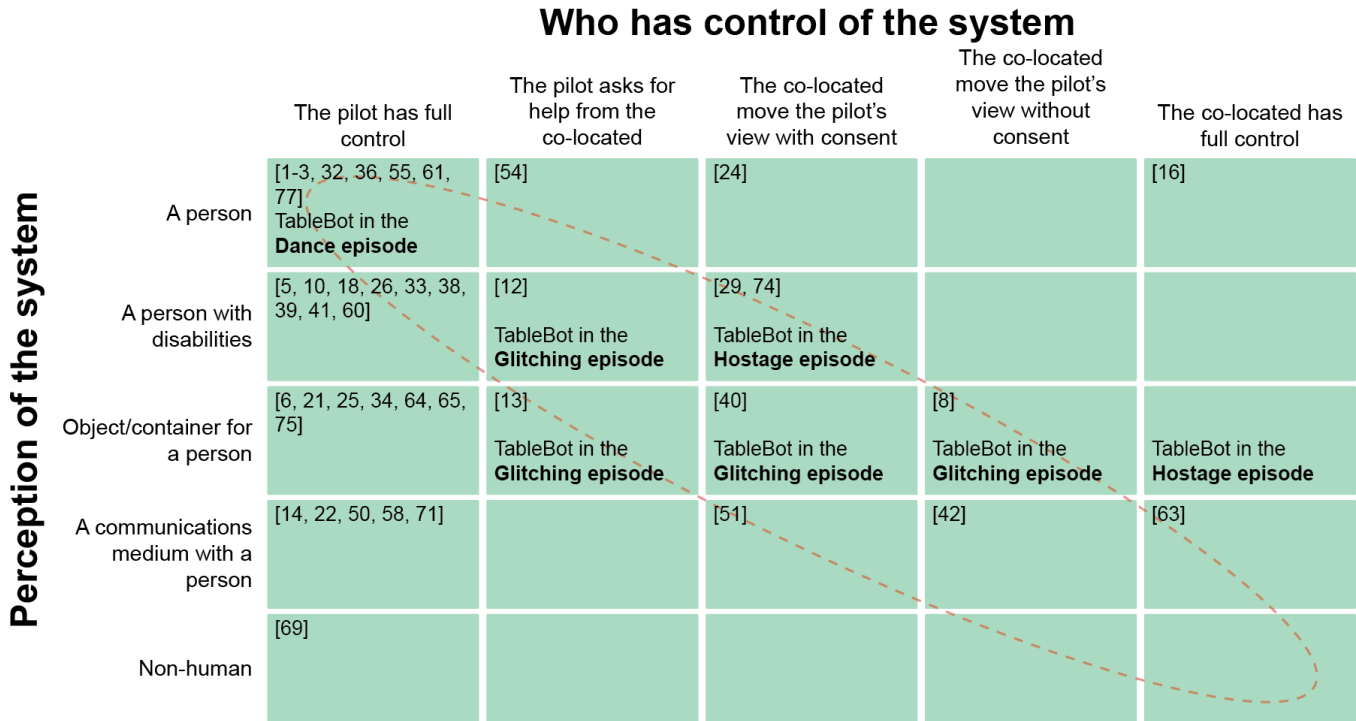 Who has control of the system
The pilot has full
control
The pilot asks for
help from the
co-located
The co-located
move the pilot’s
view with consent
The co-located
move the pilot’s
view without
consent
The co-located has
full control
Perception of the system
A person
[1-3, 32, 36, 55, 61,
77]
TableBot in the
Dance episode
[54]
[24]
[16]
A person with
disabilities
[5, 10, 18, 26, 33, 38,
39, 41, 60]
[12]
TableBot in the
Glitching episode
[29, 74]
TableBot in the
Hostage episode
Object/container for
a person
[6, 21, 25, 34, 64, 65,
75]
[13]
TableBot in the
Glitching episode
[40]
TableBot in the
Glitching episode
[8]
TableBot in the
Glitching episode
TableBot in the
Hostage episode
A communications
medium with a
person
[14, 22, 50, 58, 71]
[51]
[42]
[63]
Non-human
[69]